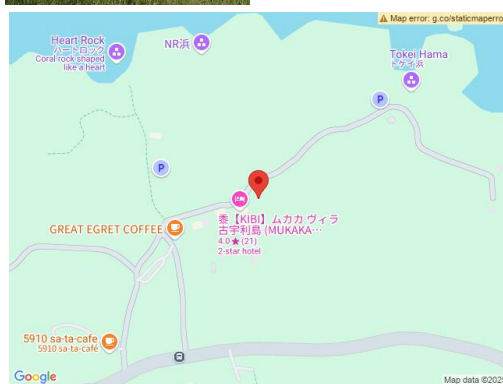 Map error: g.co/staticmaperro
Heart Rock
ハートロック
Coral rock shaped
like a heart
NR浜
Tokei Hama
トケイ浜
P
P
黍【KIBI】ムカカ ヴィラ
古宇利島 (MUKAKA…
4.0★(21)
2-star hotel
GREAT EGRET COFFEE
5910 sa-ta-cafe
5910 sa-ta-café
Google
Map data ©2025